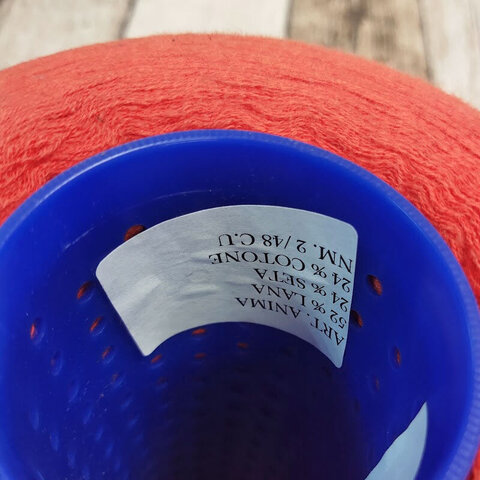 ART. ANIMA
52 % LANA
24 % SETA
24 % COTONE
NM. 2/48 C.U